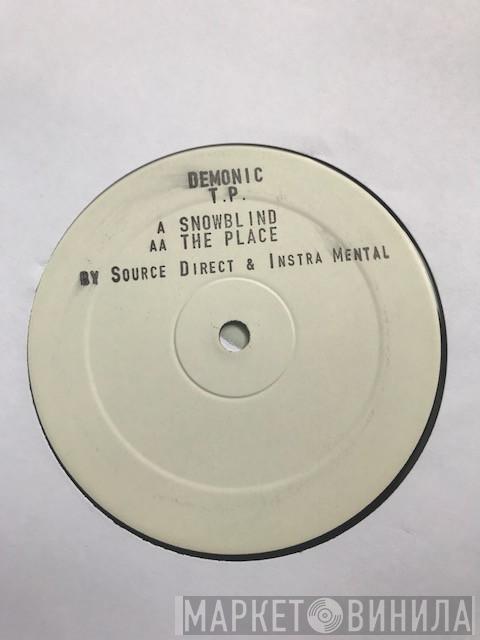 DEMONIC
T.P.
A SNOWBLIND
AA THE PLACE
BY SOURCE DIRECT & INSTRA MENTAL
МАРКЕТ ВИНИЛА